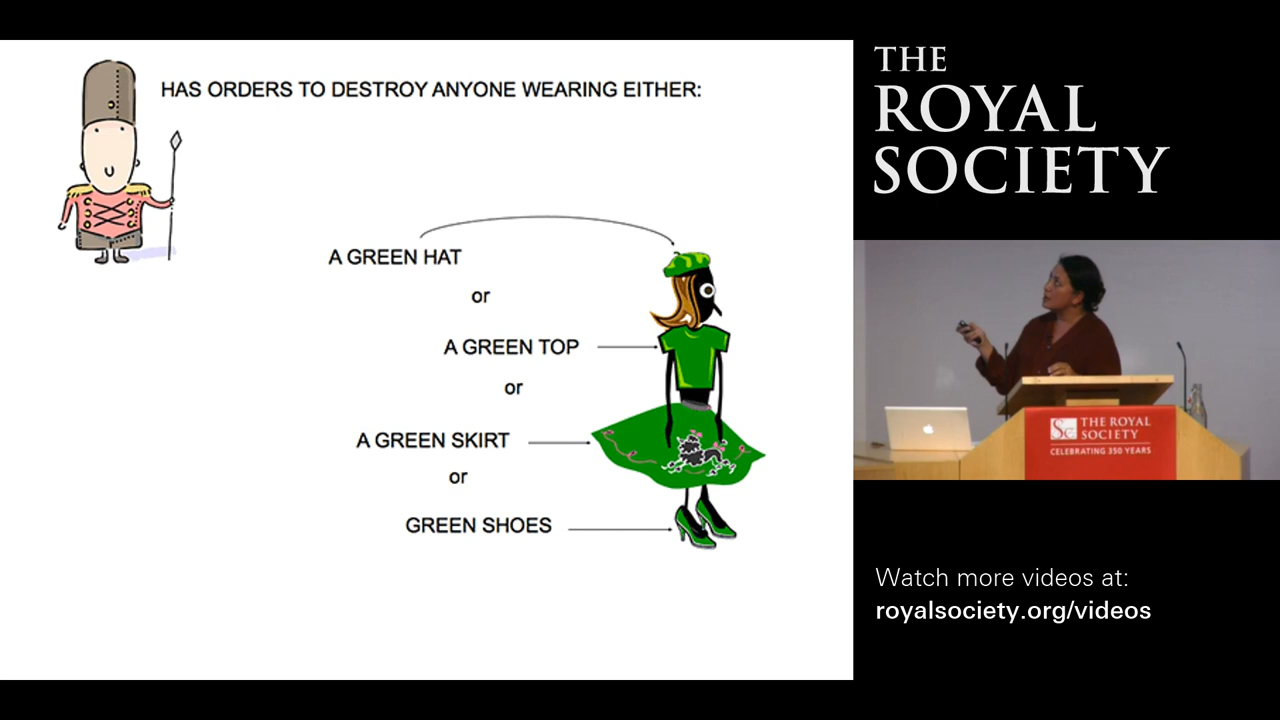 HAS ORDERS TO DESTROY ANYONE WEARING EITHER:
A GREEN HAT
or
A GREEN TOP
or
A GREEN SKIRT
or
GREEN SHOES
THE
ROYAL
SOCIETY
Sc
THE ROYAL
SOCIETY
CELEBRATING 350 YEARS
Watch more videos at:
royalsociety.org/videos